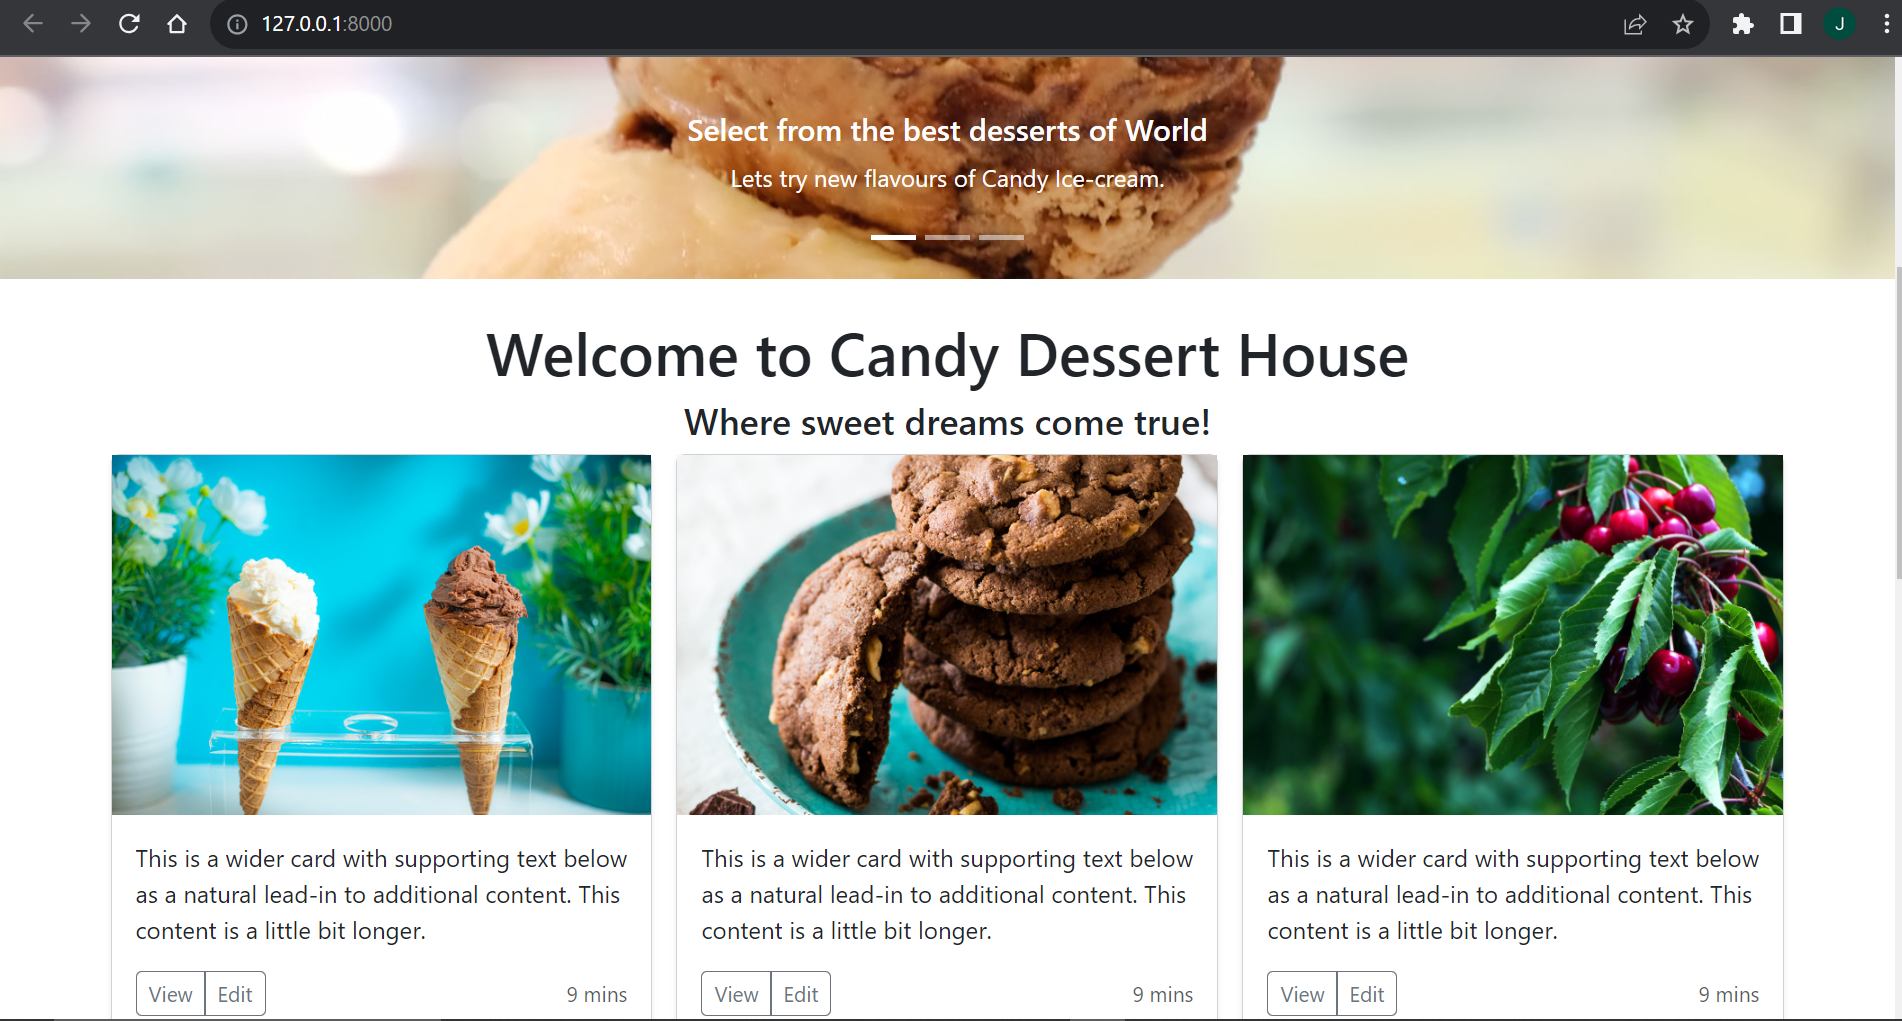 127.0.0.1:8000
J
Select from the best desserts of World
Lets try new flavours of Candy Ice-cream.
Welcome to Candy Dessert House
Where sweet dreams come true!
This is a wider card with supporting text below
as a natural lead-in to additional content. This
content is a little bit longer.
View Edit 9 mins
This is a wider card with supporting text below
as a natural lead-in to additional content. This
content is a little bit longer.
View Edit 9 mins
This is a wider card with supporting text below
as a natural lead-in to additional content. This
content is a little bit longer.
View Edit 9 mins